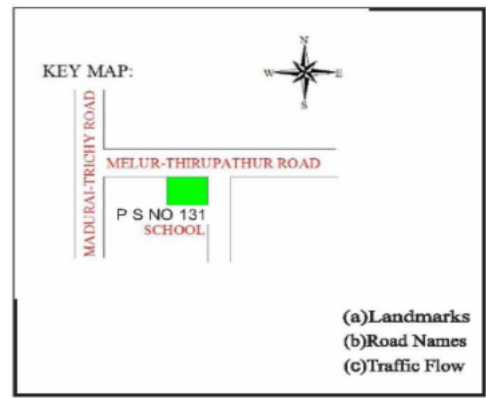 N
KEY MAP:
W E
S
MADURAI-TRICHY ROAD
MELUR-THIRUPATHUR ROAD
P S NO 131
SCHOOL
(a)Landmarks
(b)Road Names
(c)Traffic Flow